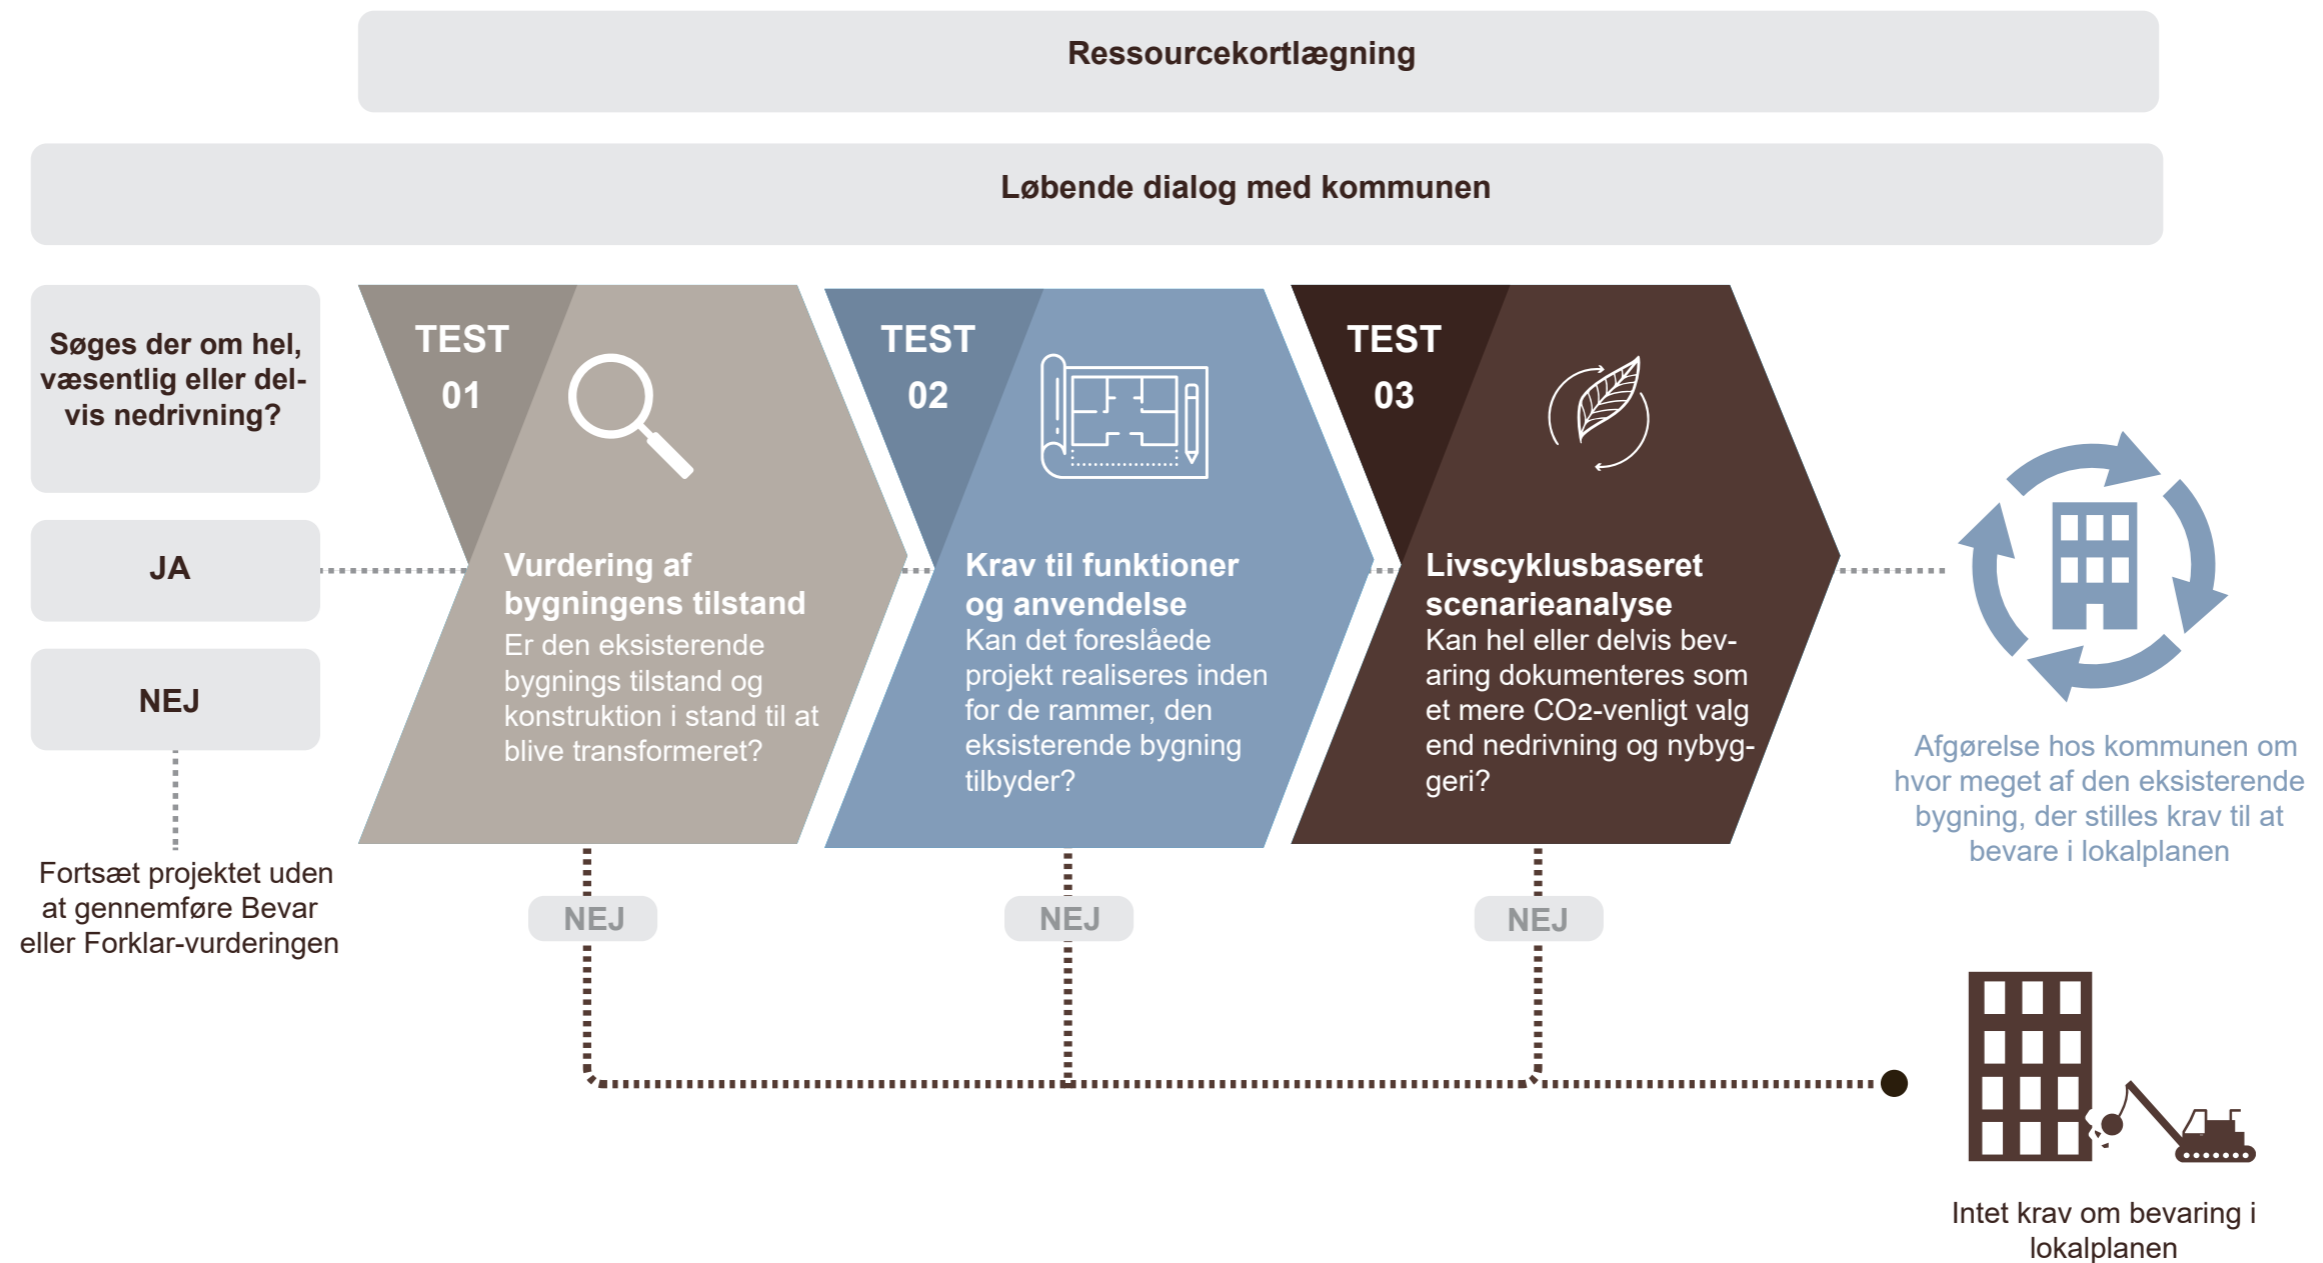 Ressourcekortlægning
Løbende dialog med kommunen
Søges der om hel,
væsentlig eller del-
vis nedrivning?
JA
NEJ
Fortsæt projektet uden
at gennemføre Bevar
eller Forklar-vurderingen
TEST
01
Vurdering af
bygningens tilstand
Er den eksisterende
bygnings tilstand og
konstruktion i stand til at
blive transformeret?
NEJ
TEST
02
Krav til funktioner
og anvendelse
Kan det foreslåede
projekt realiseres inden
for de rammer, den
eksisterende bygning
tilbyder?
NEJ
TEST
03
Livscyklusbaseret
scenarieanalyse
Kan hel eller delvis bev-
aring dokumenteres som
et mere CO2-venligt valg
end nedrivning og nybyg-
geri?
NEJ
Afgørelse hos kommunen om
hvor meget af den eksisterende
bygning, der stilles krav til at
bevare i lokalplanen
Intet krav om bevaring i
lokalplanen